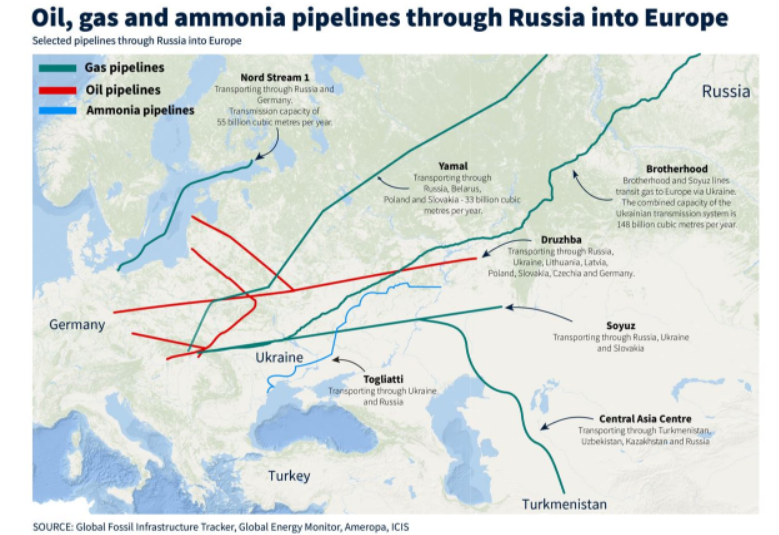 Oil, gas and ammonia pipelines through Russia into Europe
Selected pipelines through Russia into Europe
Gas pipelines
Oil pipelines
Ammonia pipelines
Nord Stream 1
Transporting through Russia and
Germany.
Transmission capacity of
55 billion cubic metres per year.
Russia
Yamal
Transporting through
Russia, Belarus,
Poland and Slovakia - 33 billion cubic
metres per year.
Brotherhood
Brotherhood and Soyuz lines
transit gas to Europe via Ukraine.
The combined capacity of the
Ukrainian transmission system is
148 billion cubic metres per year.
Druzhba
Transporting through Russia,
Ukraine, Lithuania, Latvia,
Poland, Slovakia, Czechia and Germany.
Germany
Soyuz
Transporting through Russia, Ukraine
and Slovakia
Ukraine
Togliatti
Transporting through Ukraine
and Russia
Central Asia Centre
Transporting through Turkmenistan,
Uzbekistan, Kazakhstan and Russia
Turkey
Turkmenistan
SOURCE: Global Fossil Infrastructure Tracker, Global Energy Monitor, Ameropa, ICIS